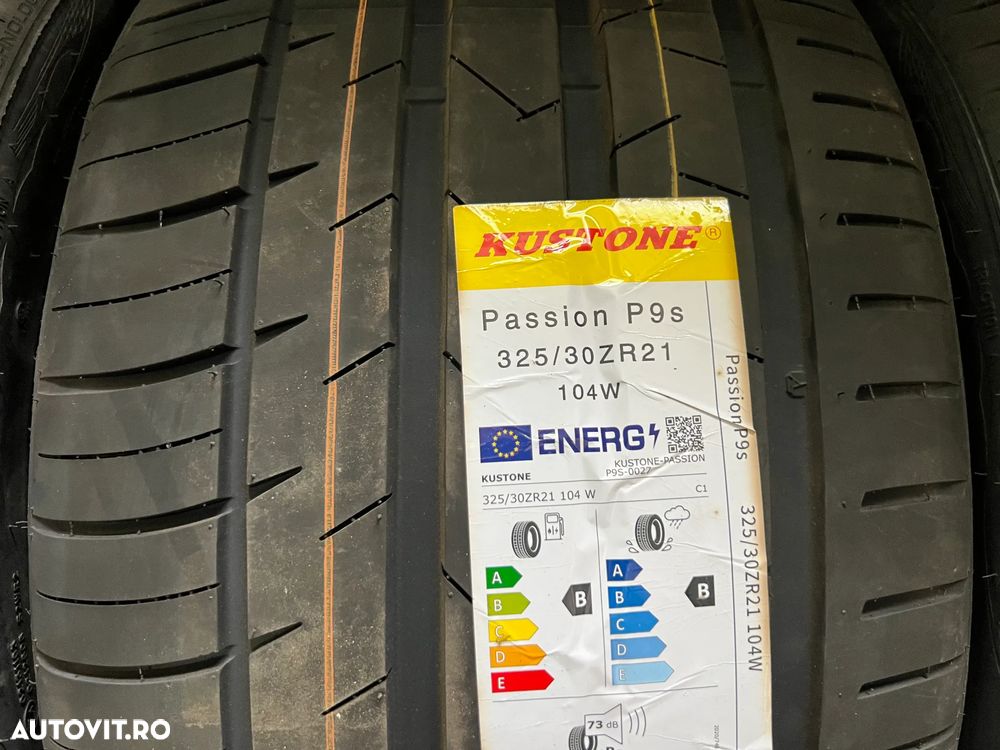 KUSTONE®
Passion P9s
325/30ZR21
104W
ENERG
KUSTONE-PASSION
P9S-0027
KUSTONE
325/30ZR21 104 W
C1
A
B
C
D
E
B
A
B
C
D
E
B
73 dB
Passion P9s
325/30ZR21 104W
AUTOVIT.RO